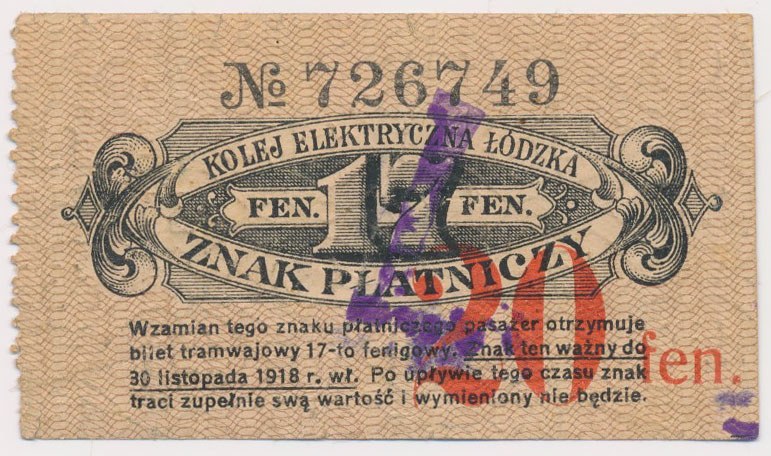 № 726749
KOLEJ ELEKTRYCZNA ŁÓDZKA
FEN. 17 FEN.
ZNAK PŁATNICZY
20 fen.
Wzamian tego znaku płatniczego pasażer otrzymuje
bilet tramwajowy 17-to fenigowy. Znak ten ważny do
30 listopada 1918 r. wł. Po upływie tego czasu znak
traci zupełnie swą wartość i wymieniony nie będzie.